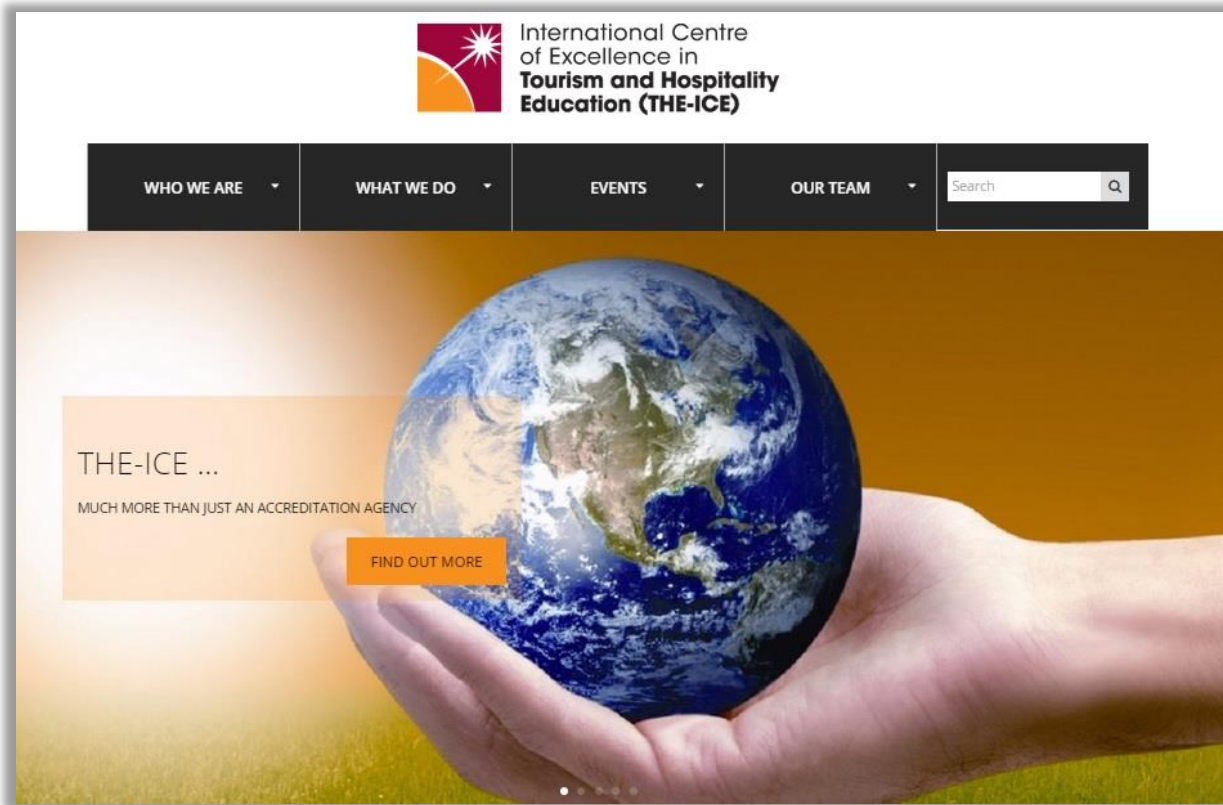 International Centre
of Excellence in
Tourism and Hospitality
Education (THE-ICE)
WHO WE ARE
WHAT WE DO
EVENTS
OUR TEAM
Search
THE-ICE ...
MUCH MORE THAN JUST AN ACCREDITATION AGENCY
FIND OUT MORE